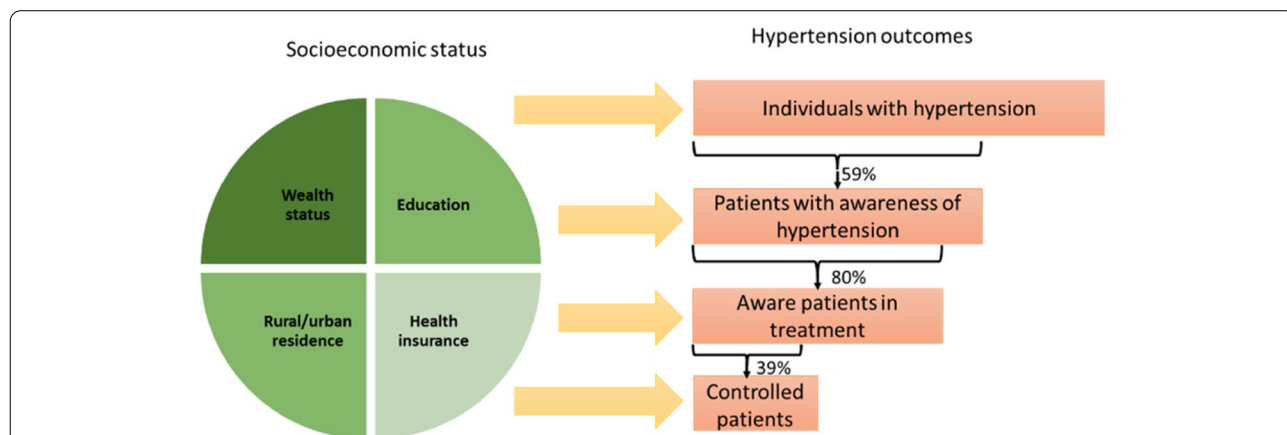 Socioeconomic status
Hypertension outcomes
Wealth
status
Education
Rural/urban
residence
Health
insurance
Individuals with hypertension
59%
Patients with awareness of
hypertension
80%
Aware patients in
treatment
39%
Controlled
patients